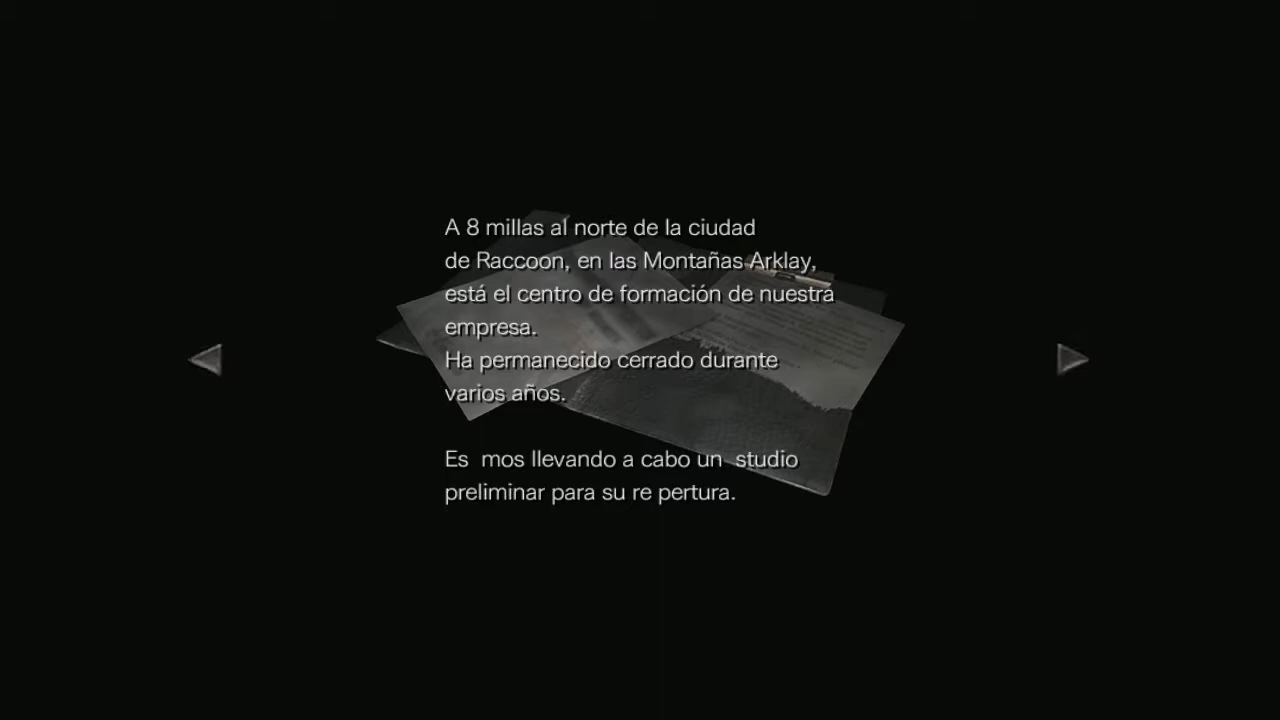 A 8 millas al norte de la ciudad
de Raccoon, en las Montañas Arklay,
está el centro de formación de nuestra
empresa.
Ha permanecido cerrado durante
varios años.
Es  mos llevando a cabo un  studio
preliminar para su re pertura.